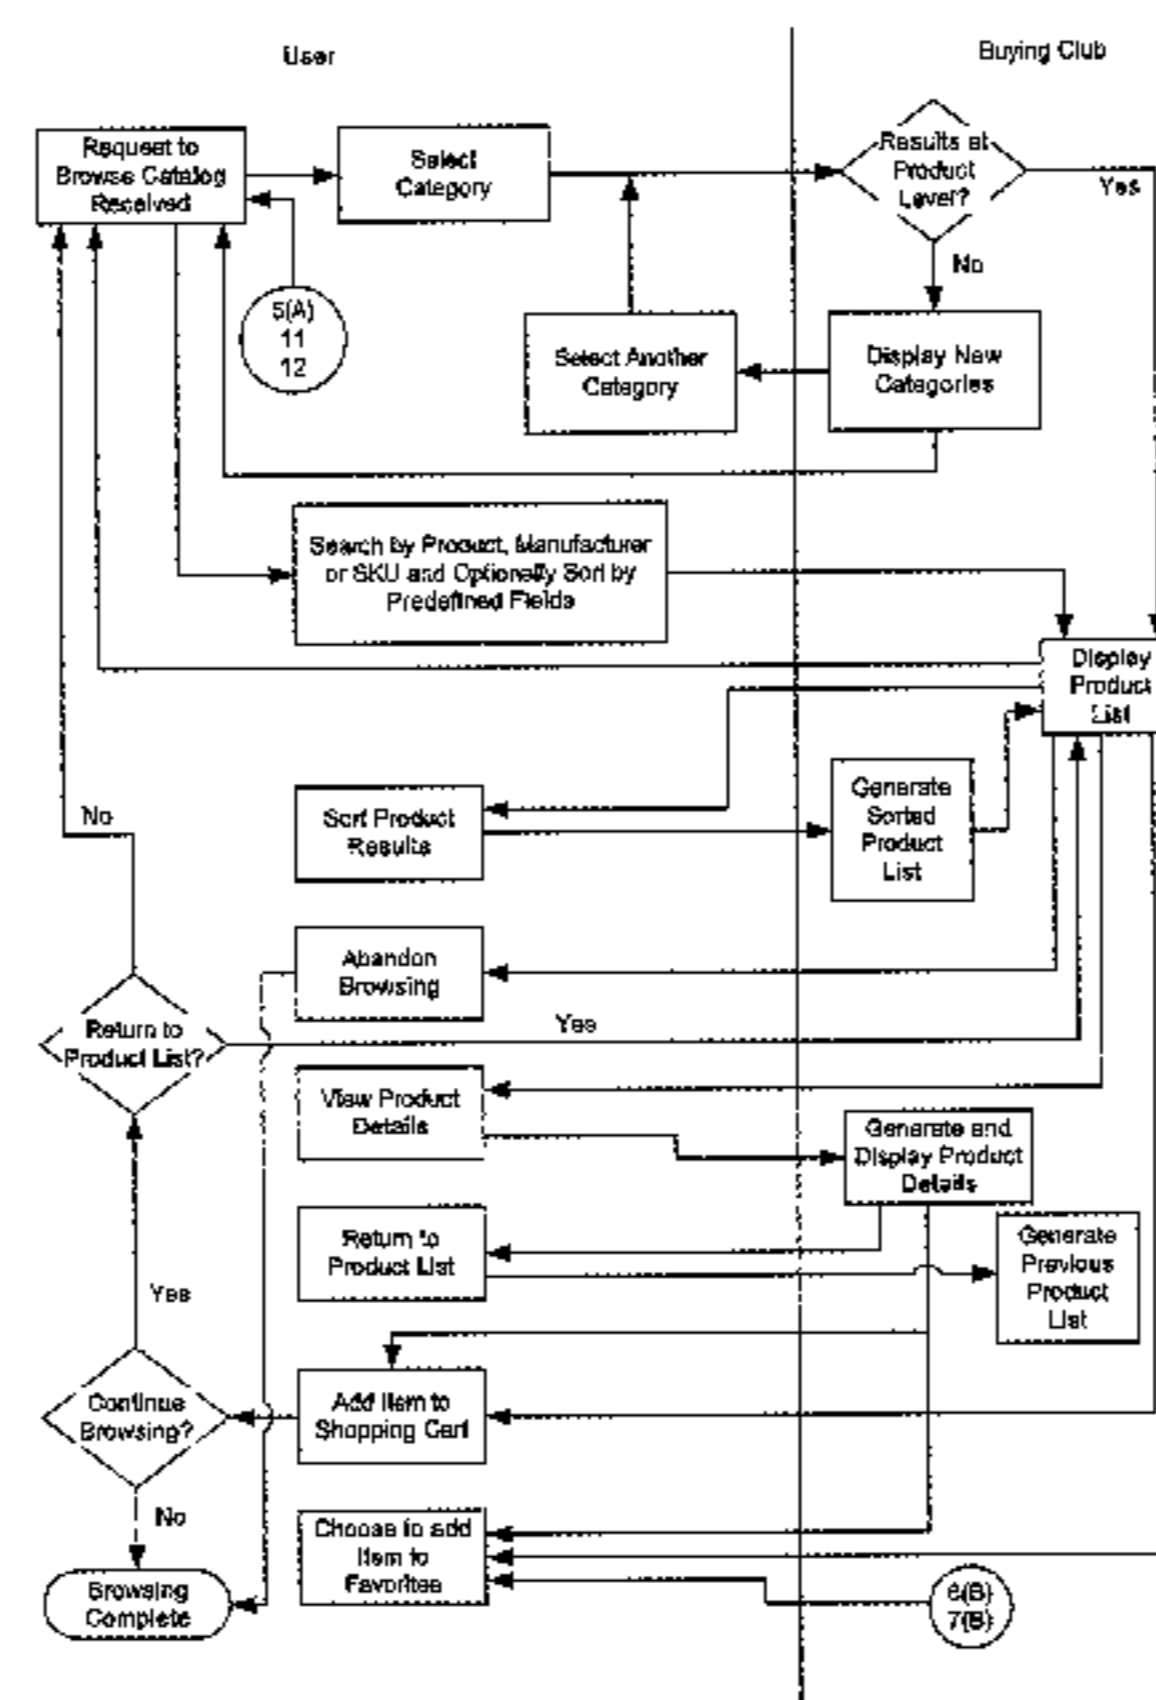 User
Buying Club
Request to
Browse Catalog
Received
Select
Category
Results at
Product
Level?
Yes
No
5(A)
11
12
Select Another
Category
Display New
Categories
Search by Product, Manufacturer
or SKU and Optionally Sort by
Predefined Fields
Display
Product
List
Generate
Sorted
Product
List
No
Sort Product
Results
Abandon
Browsing
Return to
Product List?
Yes
View Product
Details
Generate and
Display Product
Details
Return to
Product List
Generate
Previous
Product
List
Yes
Continue
Browsing?
Add Item to
Shopping Cart
No
Choose to add
Item to
Favorites
Browsing
Complete
6(B)
7(B)